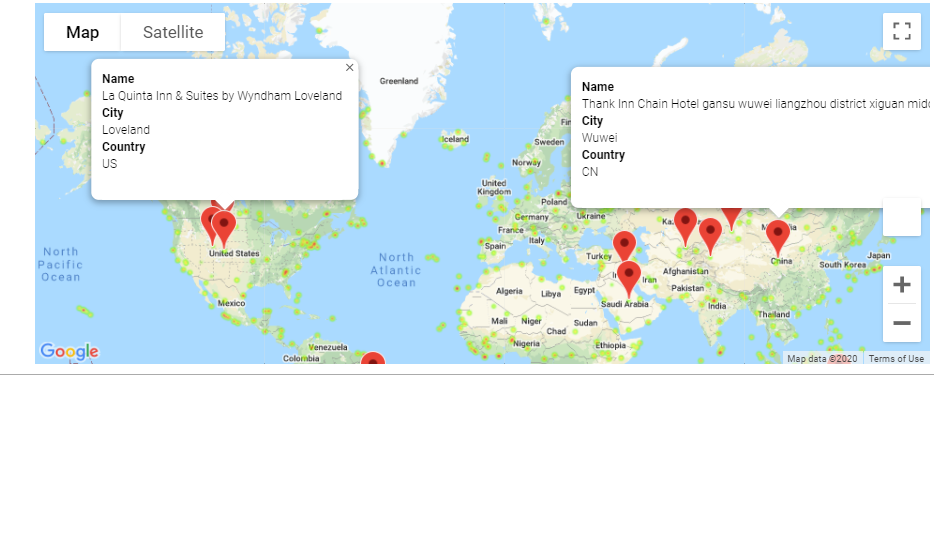 Map
Satellite
Name
La Quinta Inn & Suites by Wyndham Loveland
City
Loveland
Country
US
Name
Thank Inn Chain Hotel gansu wuwei liangzhou district xiguan
City
Wuwei
Country
CN
Greenland
Iceland
Sweden
Norway
United
Kingdom
Poland
Germany
Ukraine
France
Spain
Italy
Turkey
Iran
Afghanistan
Pakistan
China
Japan
South Korea
United States
North
Pacific
Ocean
North
Atlantic
Ocean
Mexico
Algeria
Libya
Egypt
Saudi Arabia
India
Thailand
Mali
Niger
Chad
Sudan
Nigeria
Ethiopia
Venezuela
Colombia
Google
Map data ©2020
Terms of Use